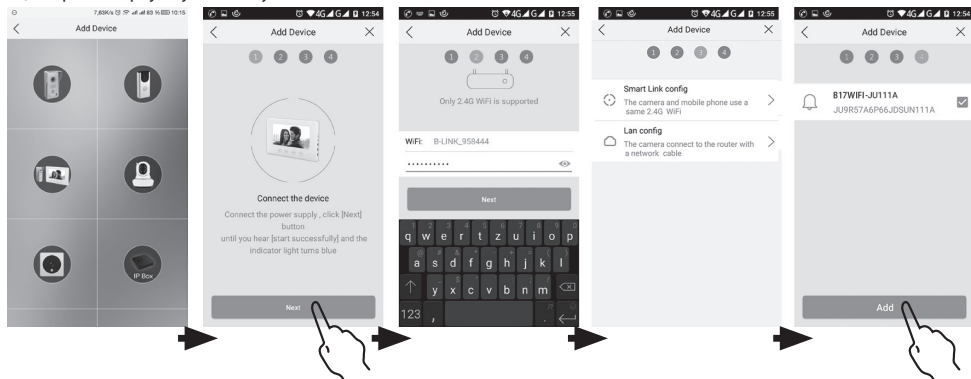 7,83K/s 83 % 10:15
Add Device
IP Box
4G G 12:54
Add Device
1 2 3 4
Connect the device
Connect the power supply , click [Next]
button
until you hear [start successfully] and the
indicator light turns blue
Next
4G G 12:55
Add Device
1 2 3 4
Only 2.4G WiFi is supported
WiFi: B-LINK_958444
..........
Next
q w e r t z u i o p
a s d f g h j k l
y x c v b n m
123 , .
4G G 12:55
Add Device
1 2 3 4
Smart Link config
The camera and mobile phone use a
same 2.4G WiFi
Lan config
The camera connect to the router with
a network cable
4G G 12:54
Add Device
1 2 3 4
B17WIFI-JU111A
JU9R57A6P66JDSUN111A
Add